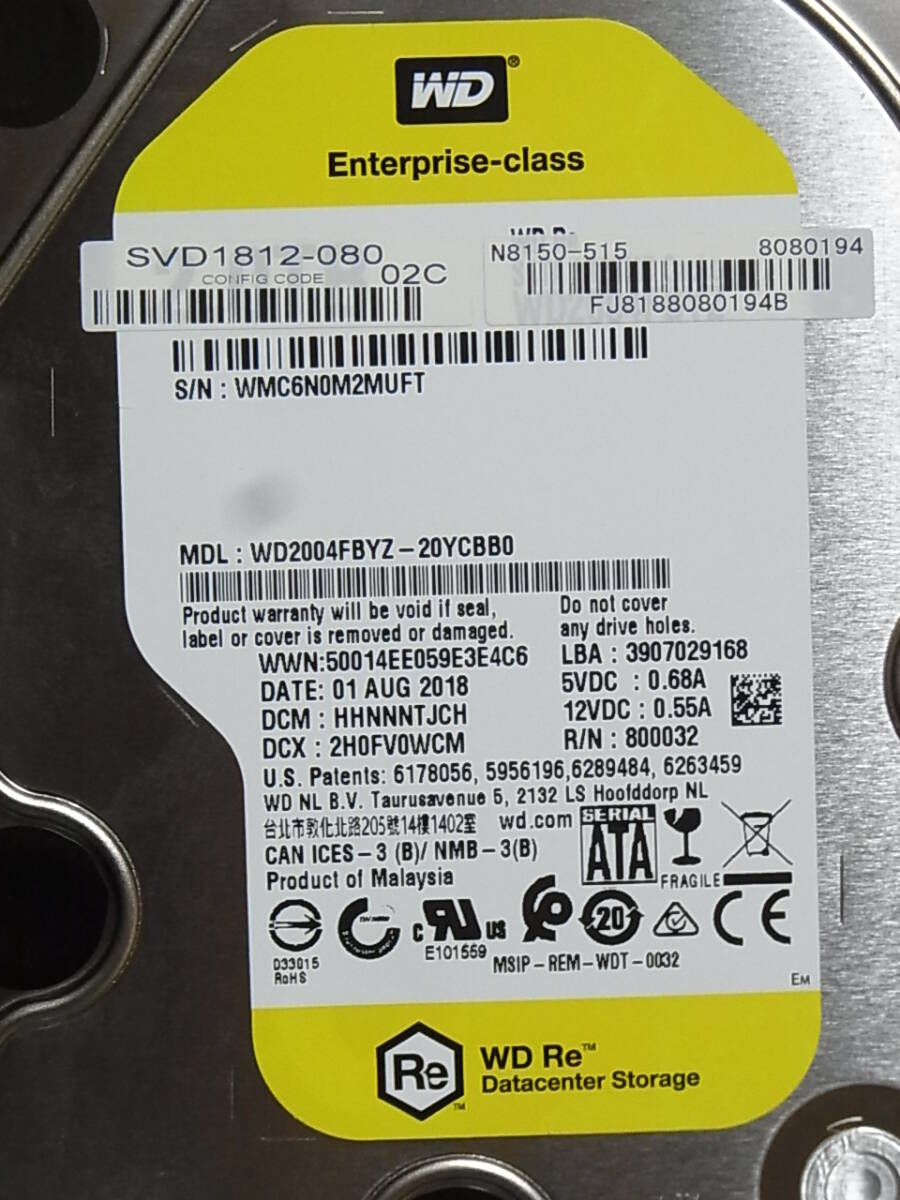 WD®
Enterprise-class
SVD1812-080
CONFIG CODE 02C
N8150-515 8080194
FJ8188080194B
S/N : WMC6N0M2MUFT
MDL : WD2004FBYZ-20YCBB0
Product warranty will be void if seal,
label or cover is removed or damaged.
Do not cover
any drive holes.
WWN:50014EE059E3E4C6
DATE: 01 AUG 2018
DCM : HHNNNTJCH
DCX : 2H0FV0WCM
LBA : 3907029168
5VDC : 0.68A
12VDC : 0.55A
R/N : 800032
U.S. Patents: 6178056, 5956196,6289484, 6263459
WD NL B.V. Taurusavenue 5, 2132 LS Hoofddorp NL
台北市敦化北路205號14樓1402室 wd.com
CAN ICES-3 (B)/ NMB-3(B)
Product of Malaysia
SERIAL
ATA
FRAGILE
D33015
RoHS
c RU us
E101559
20
CE
MSIP-REM-WDT-0032
EM
Re™
WD Re™
Datacenter Storage